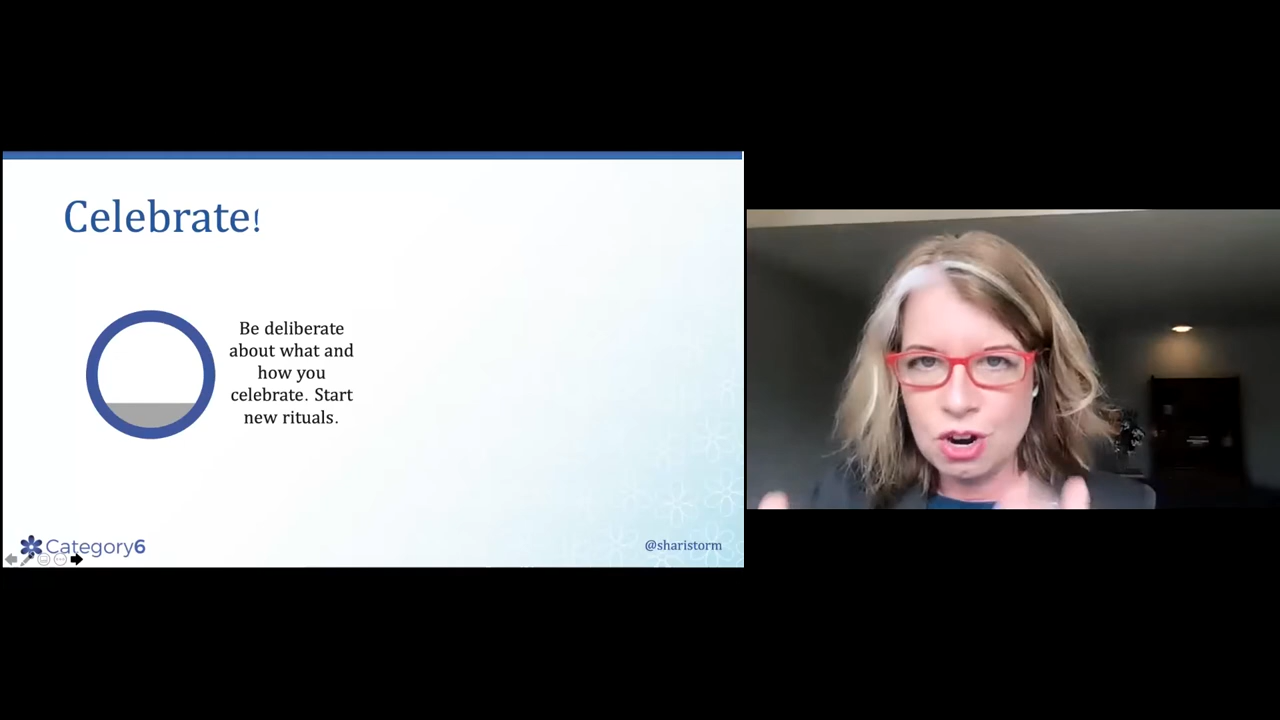 Celebrate!
Be deliberate
about what and
how you
celebrate. Start
new rituals.
Category6
@sharistorm